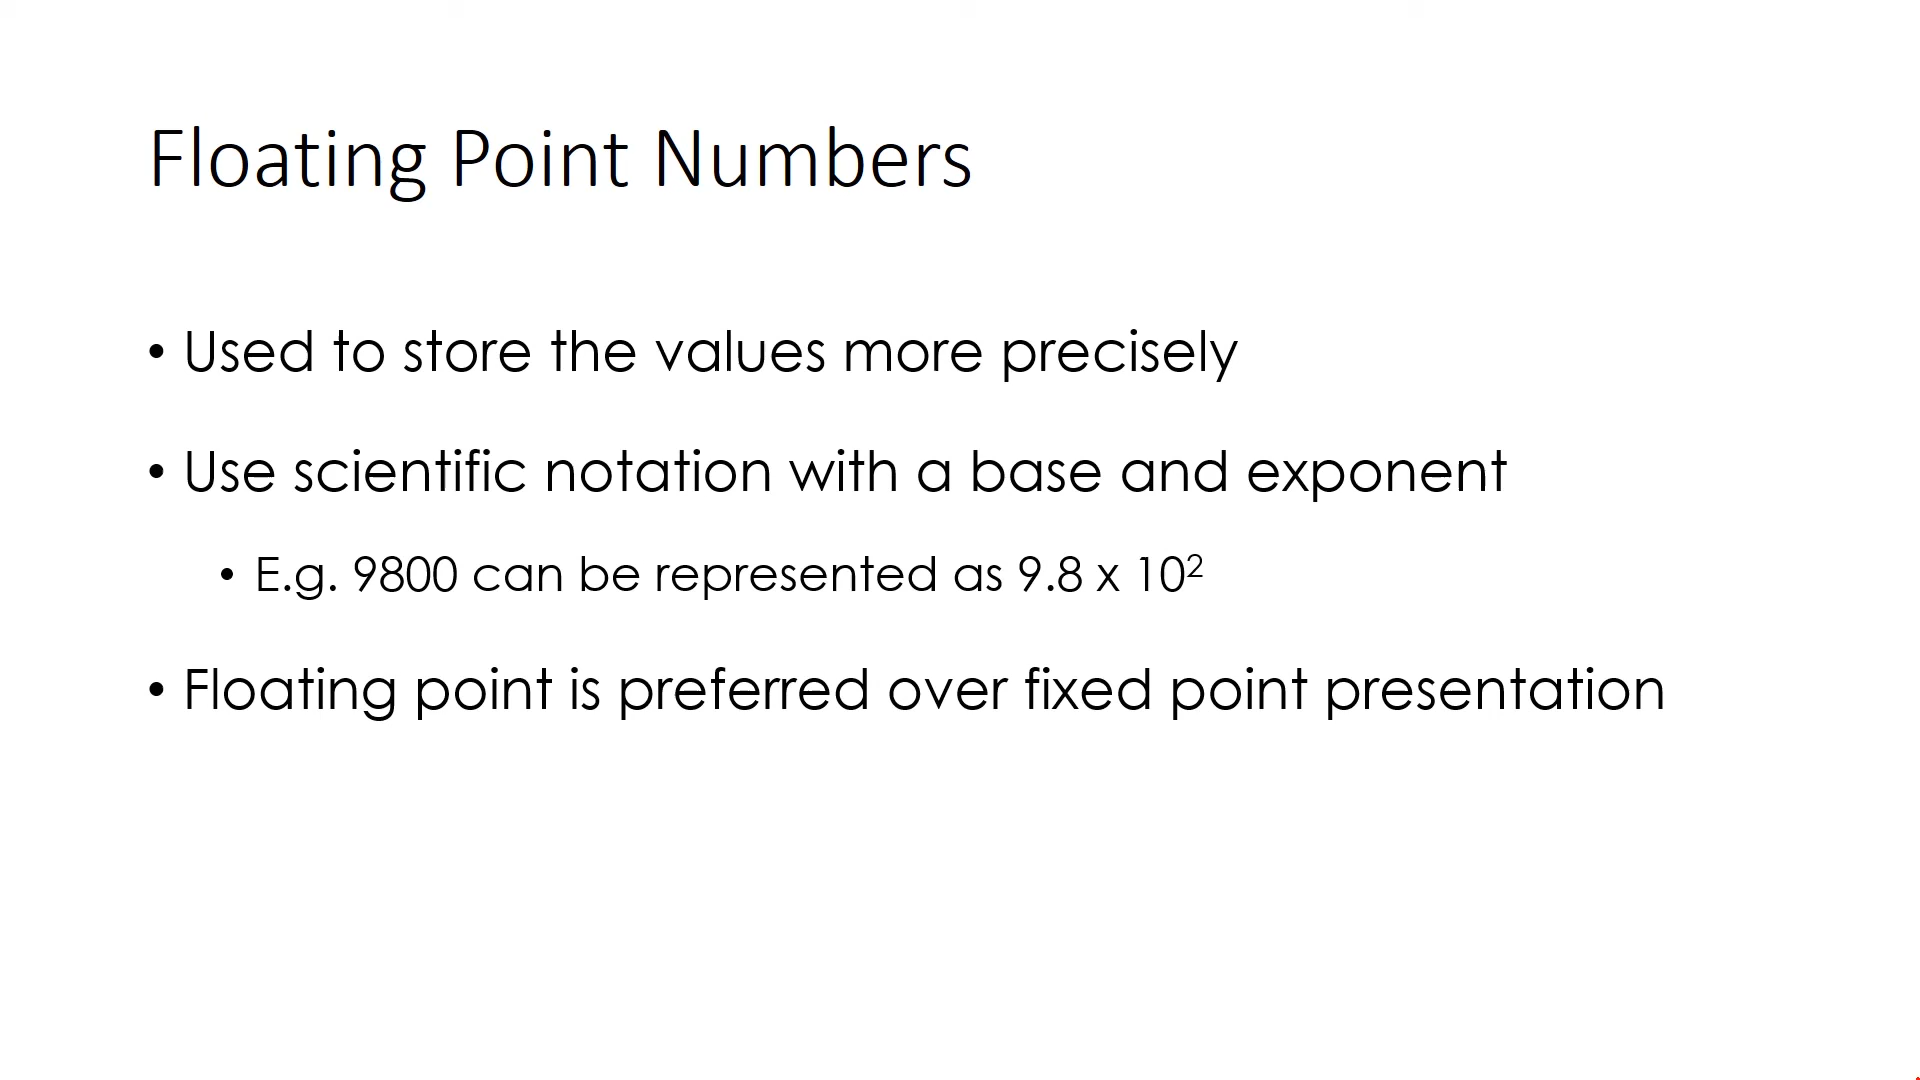 Floating Point Numbers
• Used to store the values more precisely
• Use scientific notation with a base and exponent
• E.g. 9800 can be represented as 9.8 x 10²
• Floating point is preferred over fixed point presentation